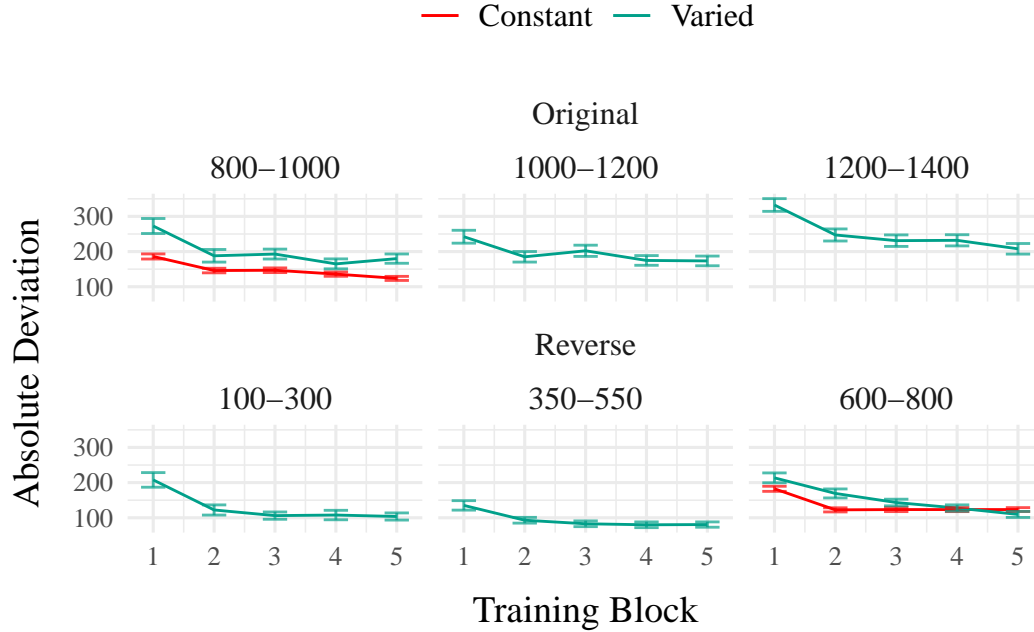 Constant Varied
Original
800–1000 1000–1200 1200–1400
300
200
100
Absolute Deviation
Reverse
100–300 350–550 600–800
300
200
100
1 2 3 4 5 1 2 3 4 5 1 2 3 4 5
Training Block